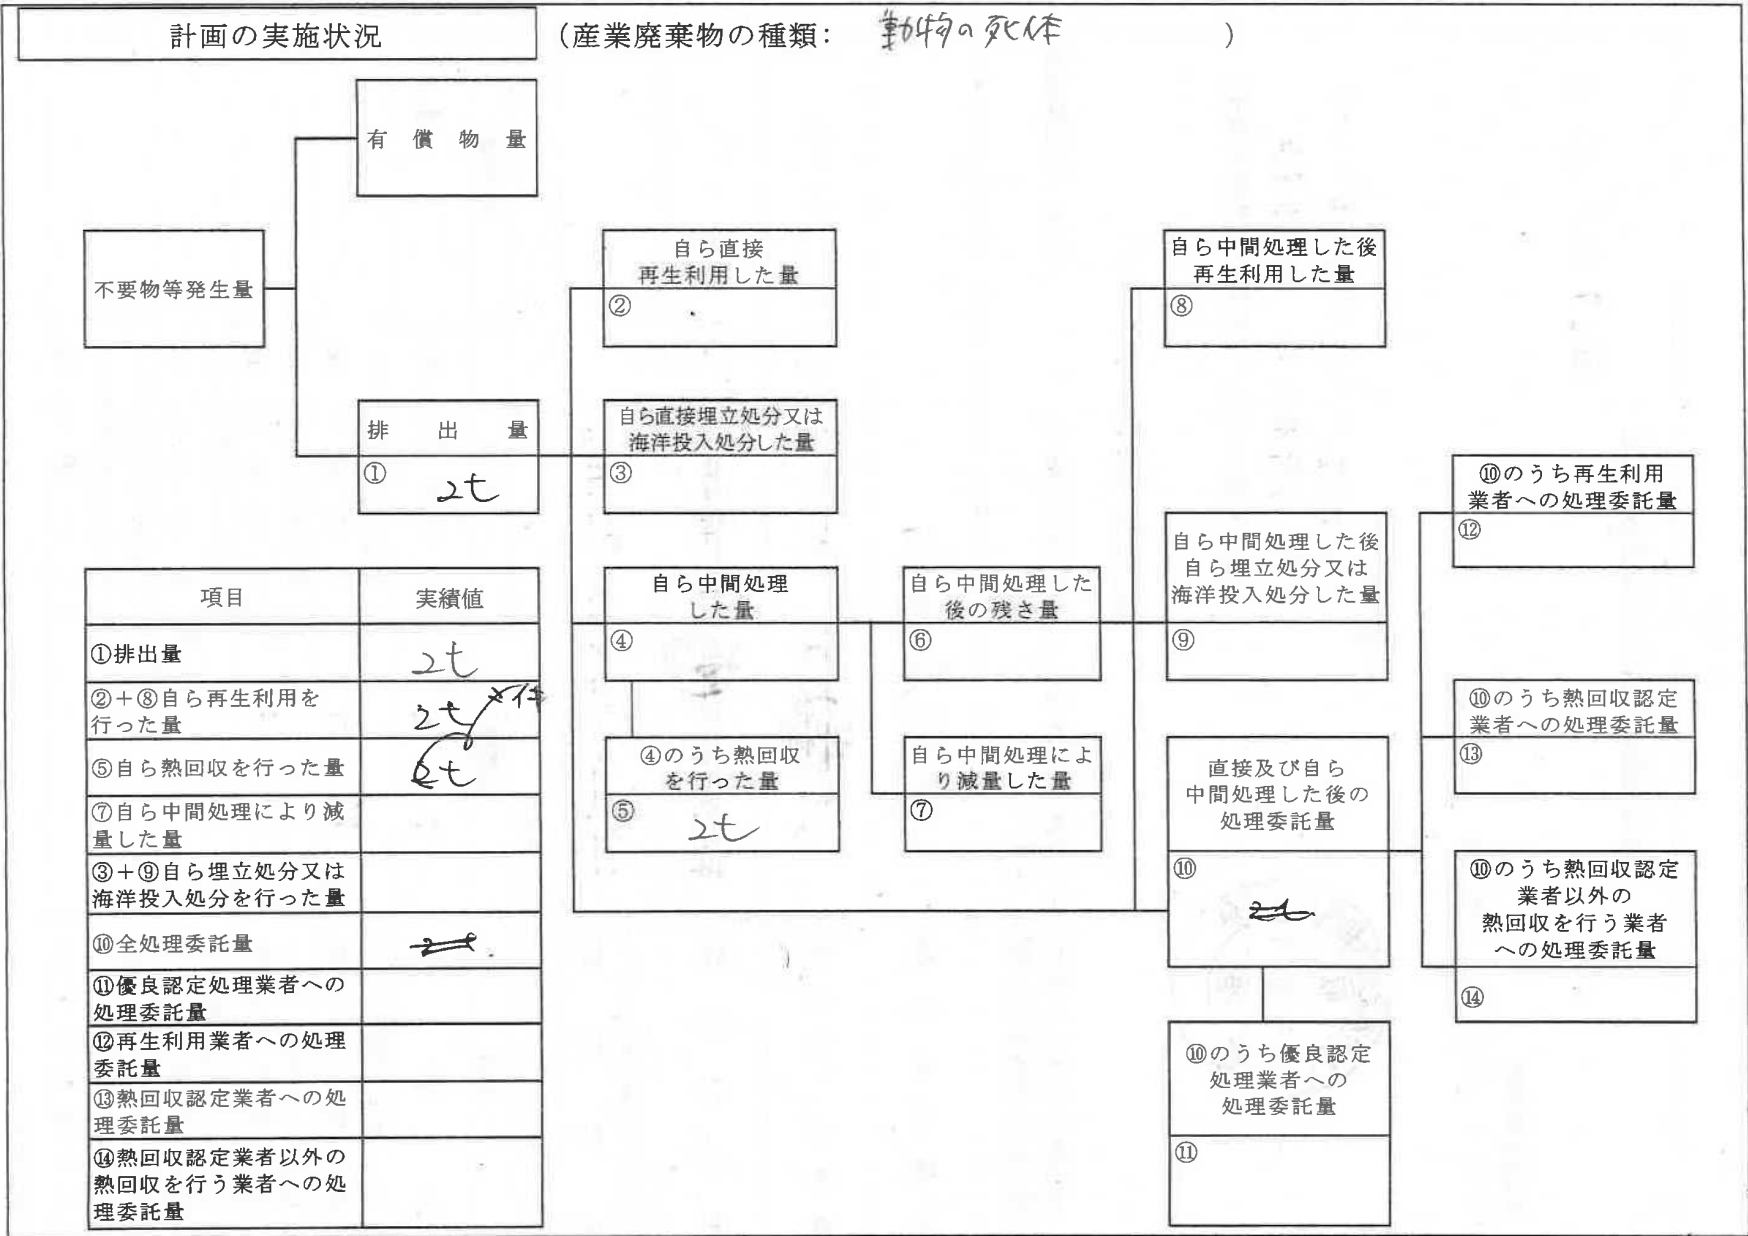 計画の実施状況
（産業廃棄物の種類： 動物の死体 ）
有償物量
不要物等発生量
排出量
① 2t
自ら直接
再生利用した量
②
自ら直接埋立処分又は
海洋投入処分した量
③
自ら中間処理
した量
④
④のうち熱回収
を行った量
⑤ 2t
自ら中間処理した
後の残さ量
⑥
自ら中間処理によ
り減量した量
⑦
自ら中間処理した後
再生利用した量
⑧
自ら中間処理した後
自ら埋立処分又は
海洋投入処分した量
⑨
直接及び自ら
中間処理した後の
処理委託量
⑩ 2t
⑩のうち優良認定
処理業者への
処理委託量
⑪
⑩のうち再生利用
業者への処理委託量
⑫
⑩のうち熱回収認定
業者への処理委託量
⑬
⑩のうち熱回収認定
業者以外の
熱回収を行う業者
への処理委託量
⑭
項目 実績値
①排出量 2t
②＋⑧自ら再生利用を
行った量 2t
⑤自ら熱回収を行った量 2t
⑦自ら中間処理により減
量した量
③＋⑨自ら埋立処分又は
海洋投入処分を行った量
⑩全処理委託量
⑪優良認定処理業者への
処理委託量
⑫再生利用業者への処理
委託量
⑬熱回収認定業者への処
理委託量
⑭熱回収認定業者以外の
熱回収を行う業者への処
理委託量